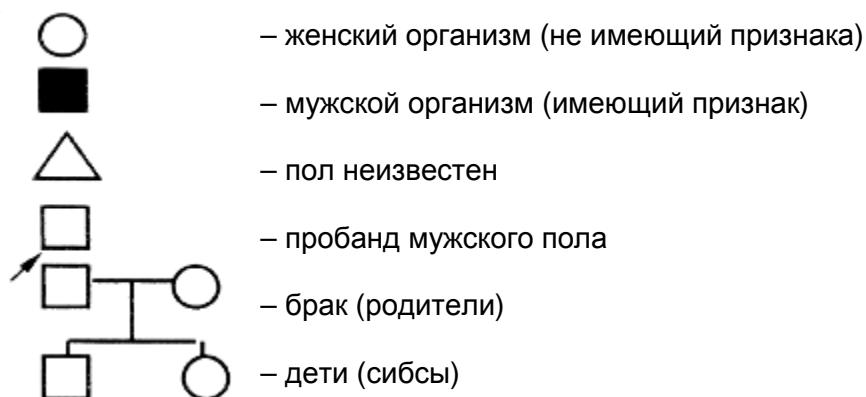 – женский организм (не имеющий признака)
– мужской организм (имеющий признак)
– пол неизвестен
– пробанд мужского пола
– брак (родители)
– дети (сибсы)